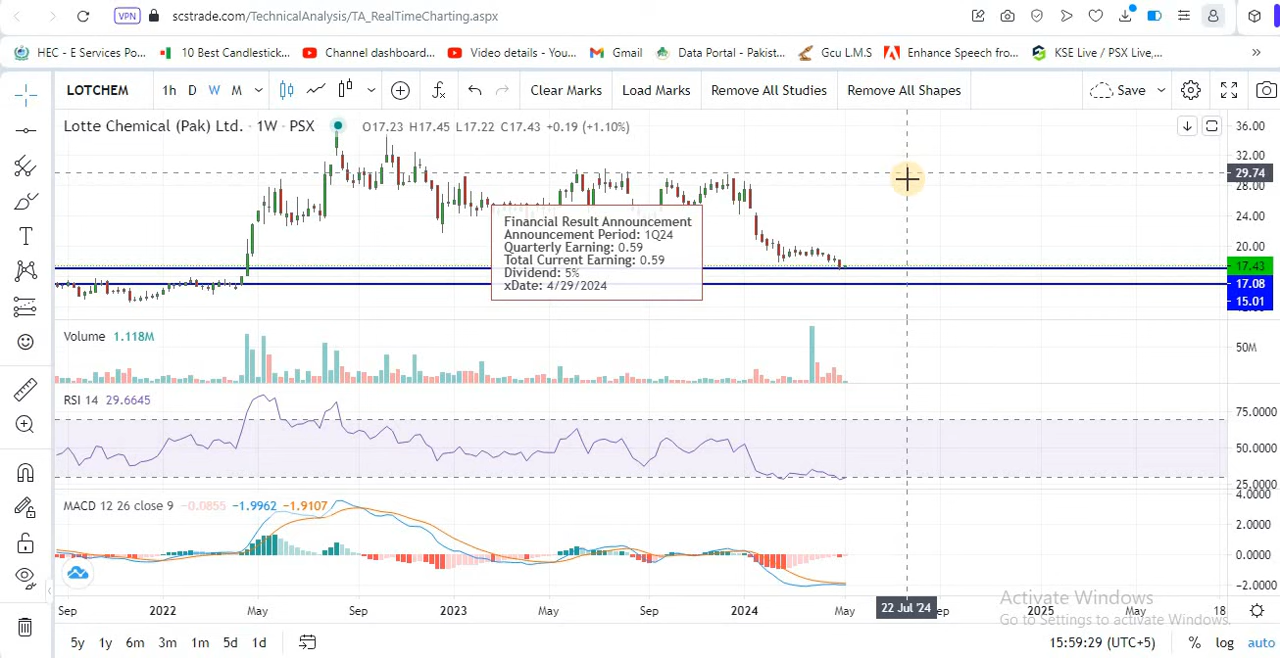 VPN scstrade.com/TechnicalAnalysis/TA_RealTimeCharting.aspx
HEC - E Services Po... 10 Best Candlestick... Channel dashboard... Video details - You... Gmail Data Portal - Pakist... Gcu L.M.S Enhance Speech fro... KSE Live / PSX Live,... »
LOTCHEM 1h D W M Clear Marks Load Marks Remove All Studies Remove All Shapes Save
Lotte Chemical (Pak) Ltd. · 1W · PSX O17.23 H17.45 L17.22 C17.43 +0.19 (+1.10%)
36.00
32.00
29.74
28.00
24.00
20.00
17.43
17.08
15.01
Financial Result Announcement
Announcement Period: 1Q24
Quarterly Earning: 0.59
Total Current Earning: 0.59
Dividend: 5%
xDate: 4/29/2024
Volume 1.118M
50M
RSI 14 29.6645
75.0000
50.0000
25.0000
MACD 12 26 close 9 −0.0855 −1.9962 −1.9107
4.0000
2.0000
0.0000
−2.0000
Sep 2022 May Sep 2023 May Sep 2024 May 22 Jul '24 ep 2025 May 18
Activate Windows
Go to Settings to activate Windows.
5y 1y 6m 3m 1m 5d 1d 15:59:29 (UTC+5) % log auto